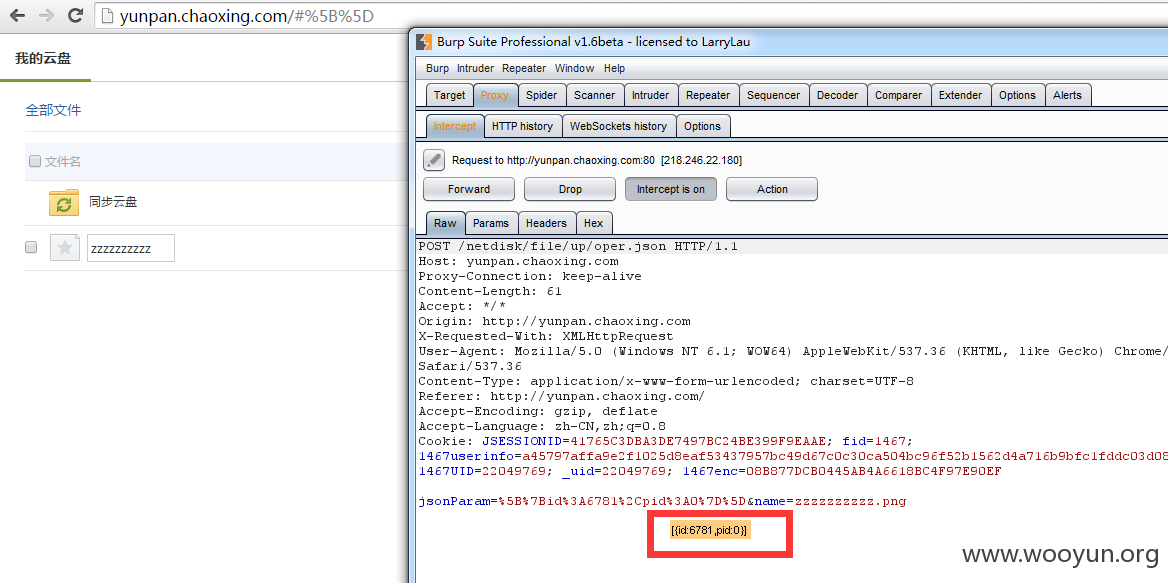 yunpan.chaoxing.com/#%5B%5D
我的云盘
全部文件
文件名
同步云盘
zzzzzzzzzz
Burp Suite Professional v1.6beta - licensed to LarryLau
Burp Intruder Repeater Window Help
Target Proxy Spider Scanner Intruder Repeater Sequencer Decoder Comparer Extender Options Alerts
Intercept HTTP history WebSockets history Options
Request to http://yunpan.chaoxing.com:80 [218.246.22.180]
Forward Drop Intercept is on Action
Raw Params Headers Hex
POST /netdisk/file/up/oper.json HTTP/1.1
Host: yunpan.chaoxing.com
Proxy-Connection: keep-alive
Content-Length: 61
Accept: */*
Origin: http://yunpan.chaoxing.com
X-Requested-With: XMLHttpRequest
User-Agent: Mozilla/5.0 (Windows NT 6.1; WOW64) AppleWebKit/537.36 (KHTML, like Gecko) Chrome/
Safari/537.36
Content-Type: application/x-www-form-urlencoded; charset=UTF-8
Referer: http://yunpan.chaoxing.com/
Accept-Encoding: gzip, deflate
Accept-Language: zh-CN,zh;q=0.8
Cookie: JSESSIONID=41765C3DBA3DE7497BC24BE399F9EAAE; fid=1467;
1467userinfo=a45797affa9e2f1025d8eaf53437957bc49d67c0c30ca504bc96f52b1562d4a716b9bfc1fddc03d08
1467UID=22049769; _uid=22049769; 1467enc=08B877DCB0445AB4A6618BC4F97E90EF
jsonParam=%5B%7Bid%3A6781%2Cpid%3A0%7D%5D&name=zzzzzzzzzz.png
[{id:6781,pid:0}]
www.wooyun.org